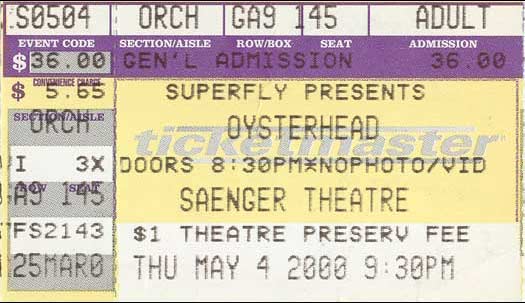 SS0504 ORCH GA9 145 ADULT
EVENT CODE SECTION/AISLE ROW/BOX SEAT ADMISSION
$36.00 GEN'L ADMISSION 36.00
CONVENIENCE CHARGE
$ 5.65 SUPERFLY PRESENTS
SECTION/AISLE
ORCH OYSTERHEAD
ticketmaster
I 3X DOORS 8:30PM*NOPHOTO/VID
ROW SEAT
GA9 145 SAENGER THEATRE
FS2143 $1 THEATRE PRESERV FEE
25MAR0 THU MAY 4 2000 9:30PM